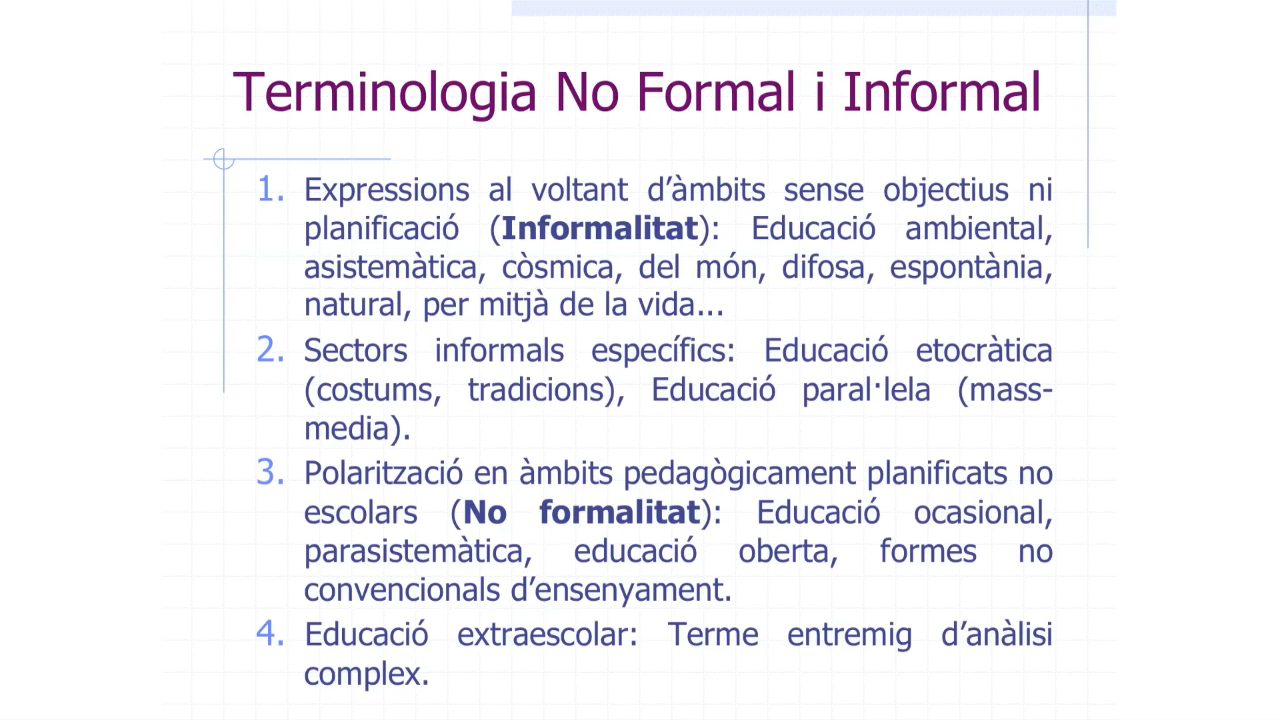 Terminologia No Formal i Informal
1. Expressions al voltant d’àmbits sense objectius ni
planificació (Informalitat): Educació ambiental,
asistemàtica, còsmica, del món, difosa, espontània,
natural, per mitjà de la vida...
2. Sectors informals específics: Educació etocràtica
(costums, tradicions), Educació paral·lela (mass-
media).
3. Polarització en àmbits pedagògicament planificats no
escolars (No formalitat): Educació ocasional,
parasistemàtica, educació oberta, formes no
convencionals d’ensenyament.
4. Educació extraescolar: Terme entremig d’anàlisi
complex.